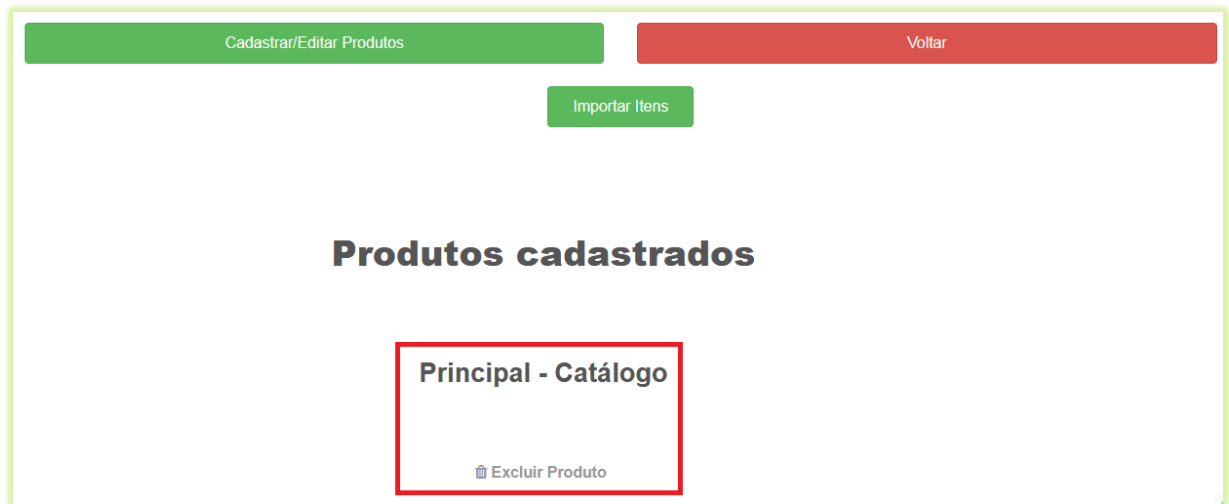 Cadastrar/Editar Produtos
Voltar
Importar Itens
Produtos cadastrados
Principal - Catálogo
Excluir Produto